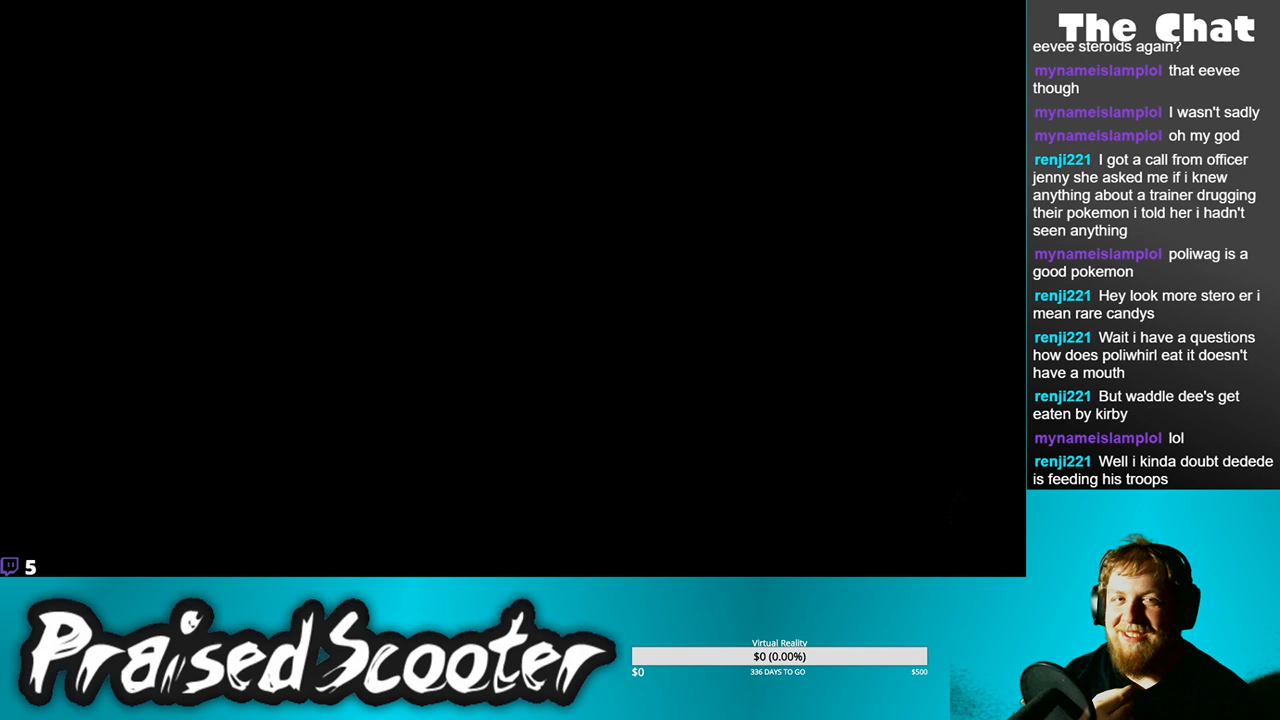 The Chat
eevee steroids again?
mynameislamplol that eevee
though
mynameislamplol I wasn't sadly
mynameislamplol oh my god
renji221 I got a call from officer
jenny she asked me if i knew
anything about a trainer drugging
their pokemon i told her i hadn't
seen anything
mynameislamplol poliwag is a
good pokemon
renji221 Hey look more stero er i
mean rare candys
renji221 Wait i have a questions
how does poliwhirl eat it doesn't
have a mouth
renji221 But waddle dee's get
eaten by kirby
mynameislamplol lol
renji221 Well i kinda doubt dedede
is feeding his troops
5
PraisedScooter
Virtual Reality
$0 (0.00%)
$0 336 DAYS TO GO $500